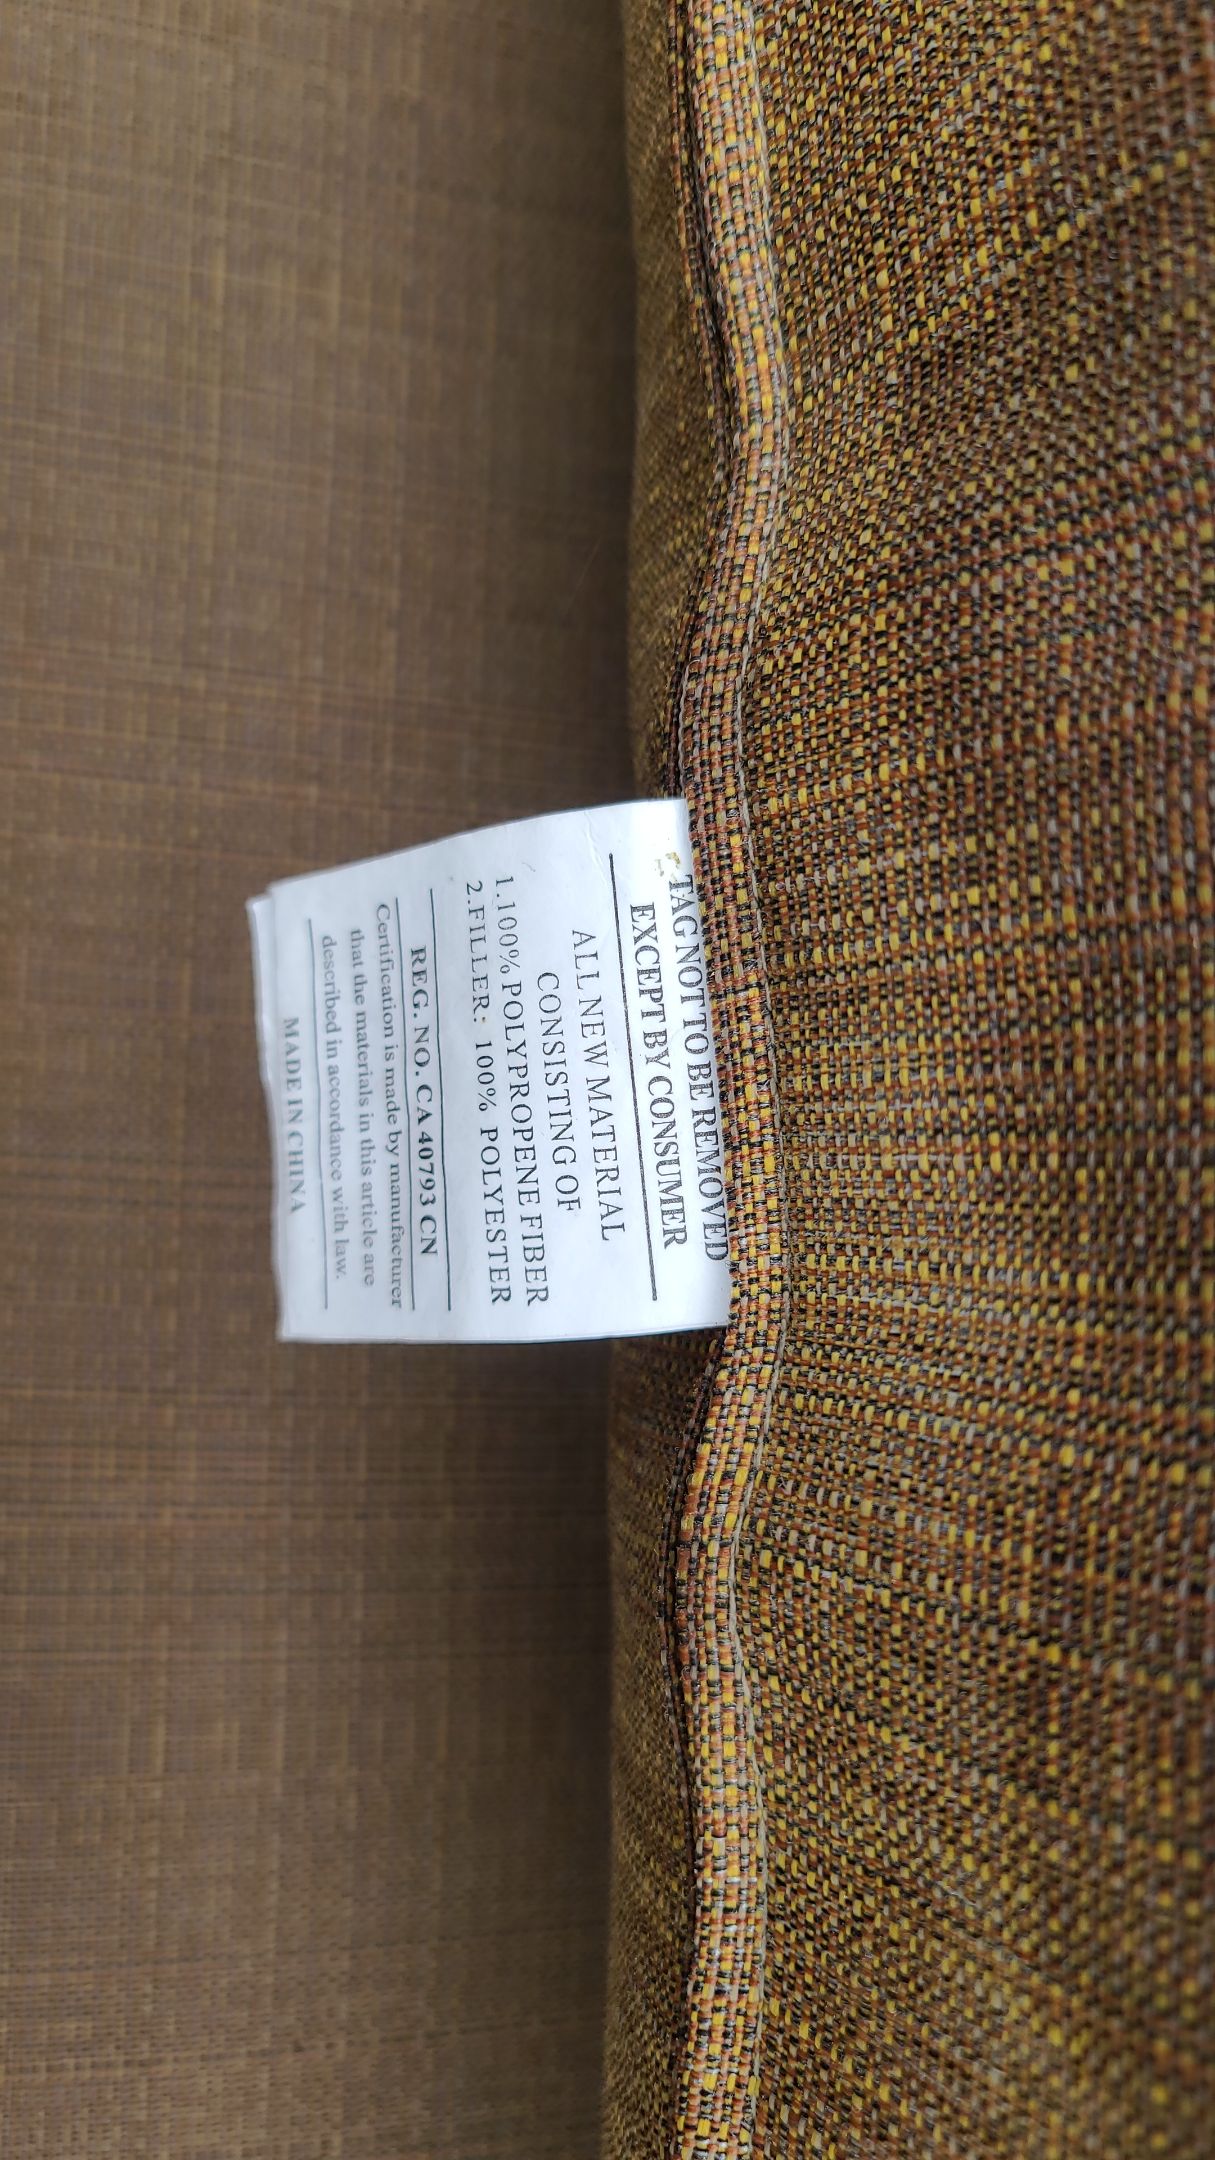 TAG NOT TO BE REMOVED
EXCEPT BY CONSUMER
ALL NEW MATERIAL
CONSISTING OF
1.100% POLYPROPENE FIBER
2.FILLER: 100% POLYESTER
REG. NO. CA 40793 CN
Certification is made by manufacturer
that the materials in this article are
described in accordance with law.
MADE IN CHINA